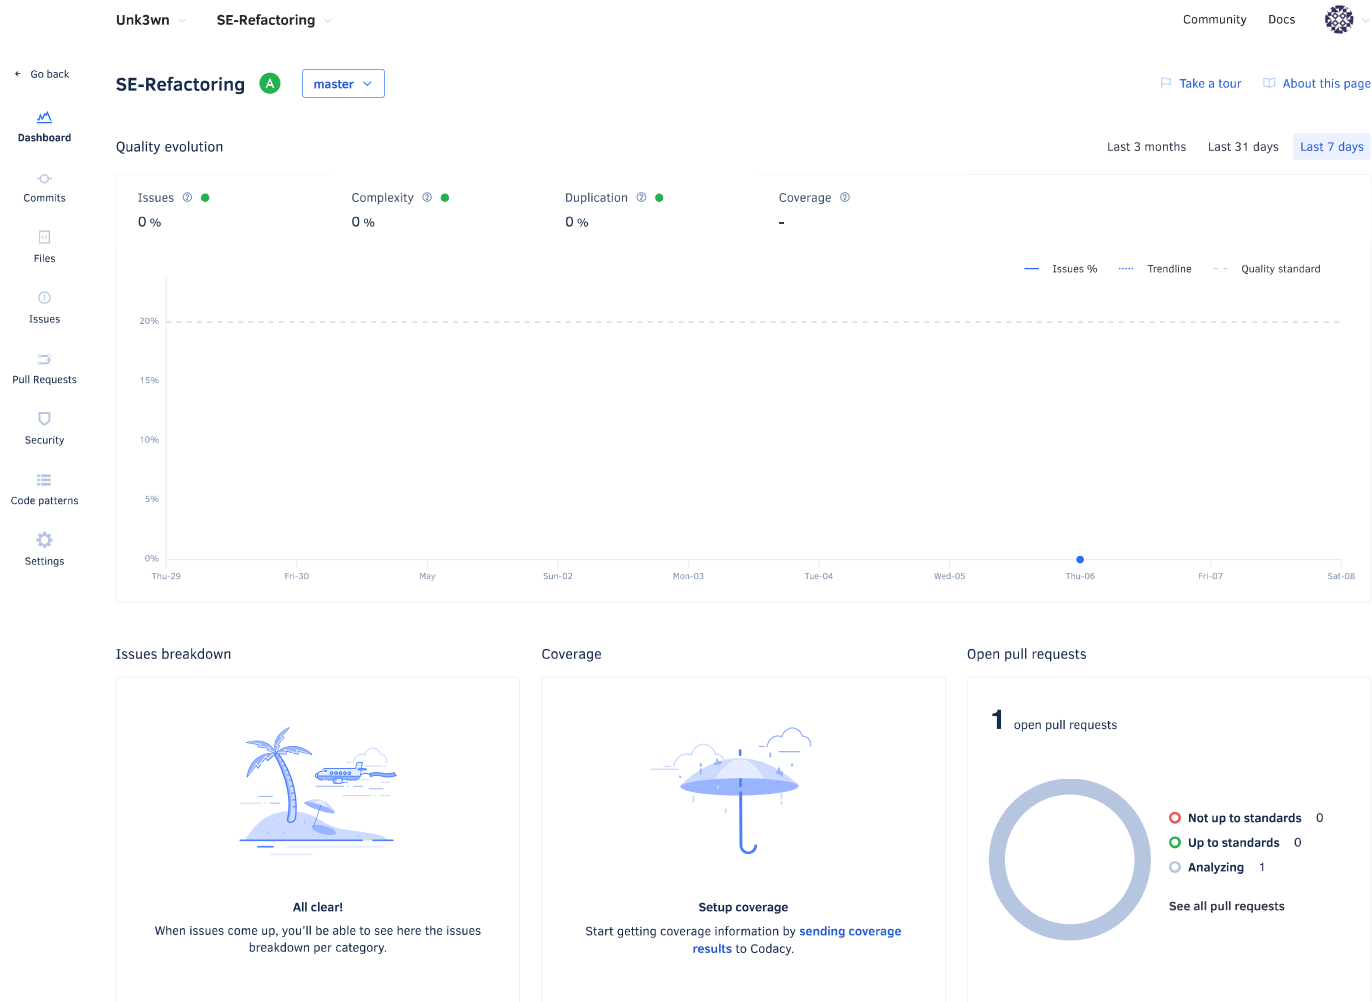 Unk3wn
SE-Refactoring
Community
Docs
Go back
SE-Refactoring
A
master
Take a tour
About this page
Dashboard
Commits
Files
Issues
Pull Requests
Security
Code patterns
Settings
Quality evolution
Last 3 months
Last 31 days
Last 7 days
Issues
0 %
Complexity
0 %
Duplication
0 %
Coverage
-
Issues %
Trendline
Quality standard
20%
15%
10%
5%
0%
Thu-29
Fri-30
May
Sun-02
Mon-03
Tue-04
Wed-05
Thu-06
Fri-07
Sat-08
Issues breakdown
All clear!
When issues come up, you'll be able to see here the issues
breakdown per category.
Coverage
Setup coverage
Start getting coverage information by sending coverage
results to Codacy.
Open pull requests
1 open pull requests
Not up to standards 0
Up to standards 0
Analyzing 1
See all pull requests